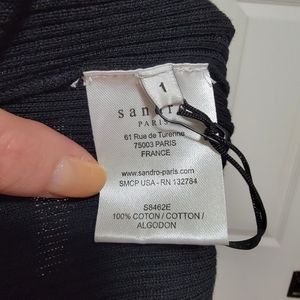 1
sandro
PARIS
61 Rue de Turenne
75003 PARIS
FRANCE
www.sandro-paris.com
SMCP USA - RN 132784
S8462E
100% COTON / COTTON /
ALGODON